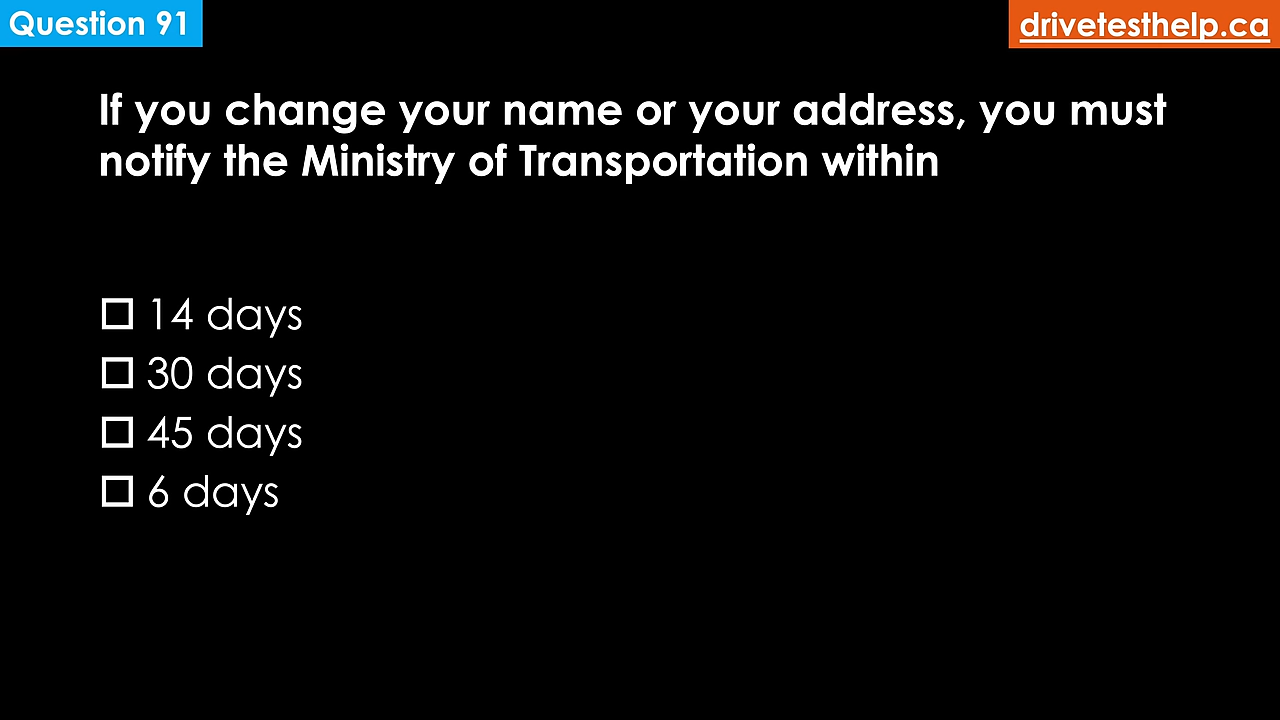 Question 91
drivetesthelp.ca
If you change your name or your address, you must
notify the Ministry of Transportation within
14 days
30 days
45 days
6 days